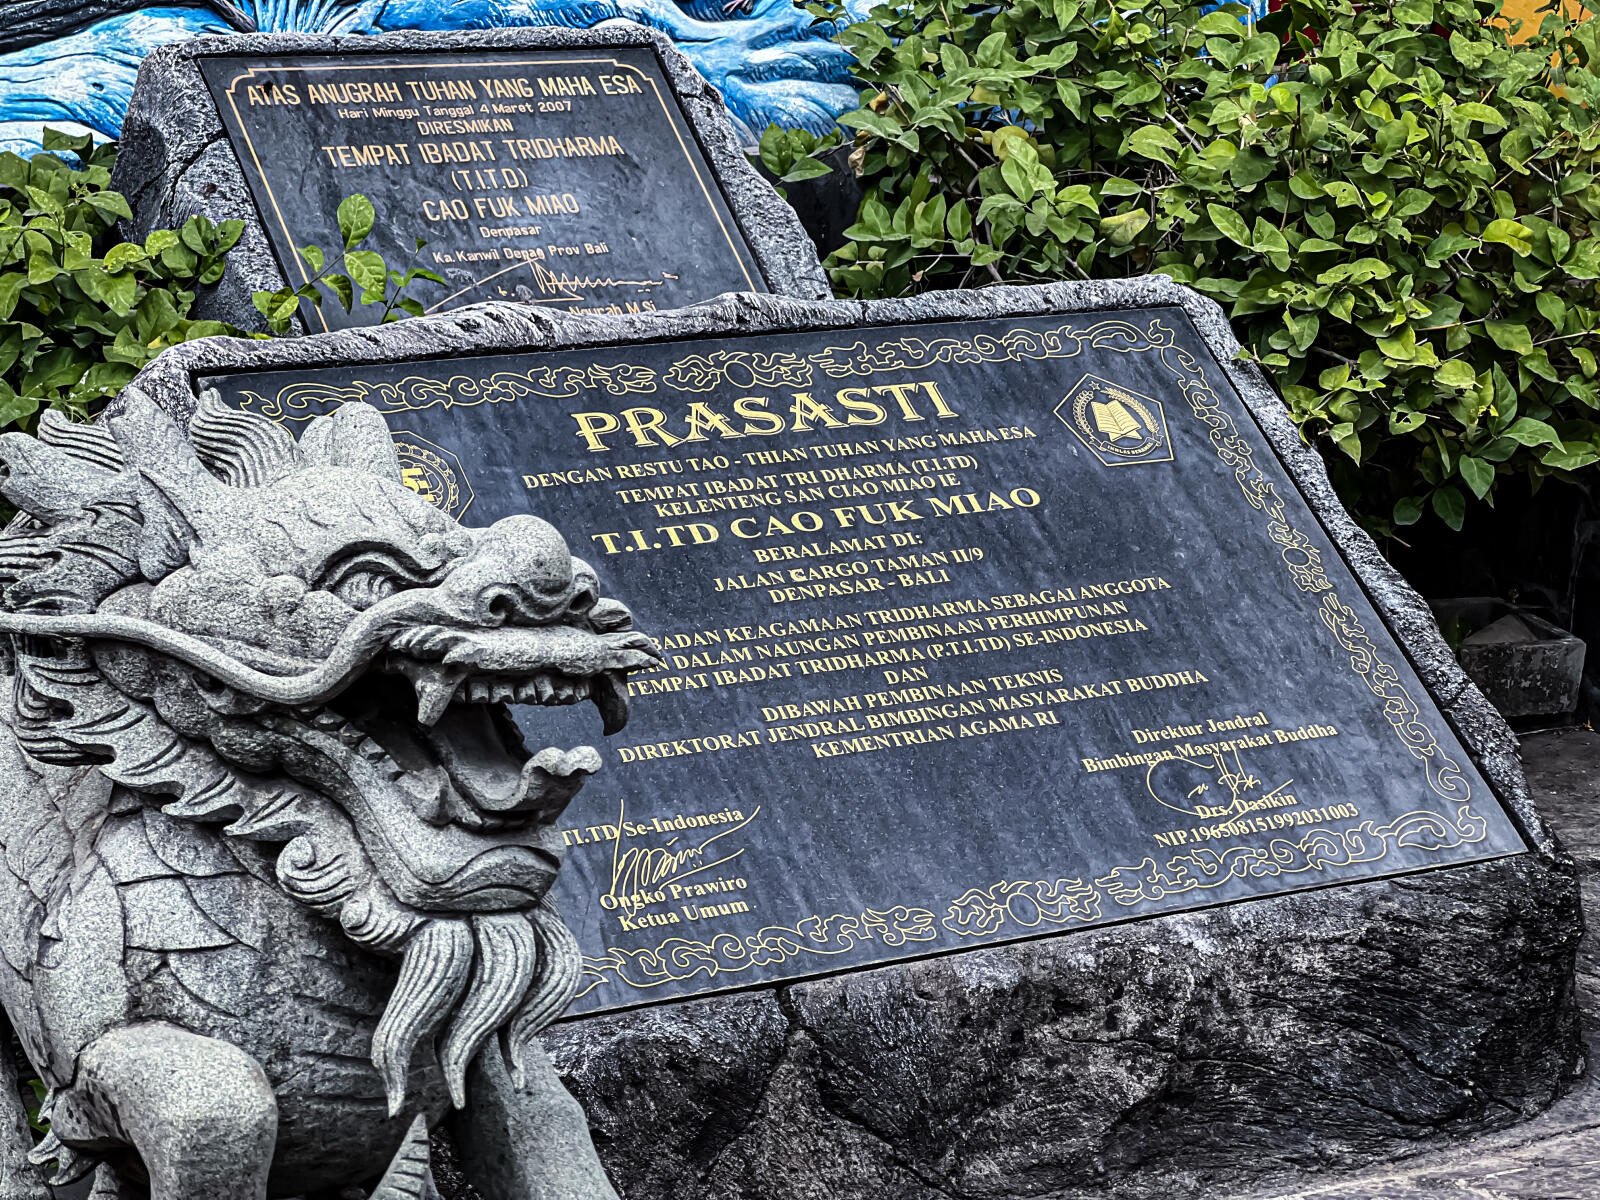 ATAS ANUGRAH TUHAN YANG MAHA ESA
Hari Minggu Tanggal 4 Maret 2007
DIRESMIKAN
TEMPAT IBADAT TRIDHARMA
(T.I.T.D.)
CAO FUK MIAO
Denpasar
Ka. Kanwil Depag Prov Bali
Ngurah M.Si
PRASASTI
DENGAN RESTU TAO - THIAN TUHAN YANG MAHA ESA
TEMPAT IBADAT TRI DHARMA (T.I.TD)
KELENTENG SAN CIAO MIAO IE
T.I.TD CAO FUK MIAO
BERALAMAT DI:
JALAN CARGO TAMAN II/9
DENPASAR - BALI
BADAN KEAGAMAAN TRIDHARMA SEBAGAI ANGGOTA
DAN DALAM NAUNGAN PEMBINAAN PERHIMPUNAN
TEMPAT IBADAT TRIDHARMA (P.T.I.TD) SE-INDONESIA
DAN
DIBAWAH PEMBINAAN TEKNIS
DIREKTORAT JENDRAL BIMBINGAN MASYARAKAT BUDDHA
KEMENTRIAN AGAMA RI
Direktur Jendral
Bimbingan Masyarakat Buddha
Drs. Dasikin
NIP.196508151992031003
TI.TD Se-Indonesia
Ongko Prawiro
Ketua Umum